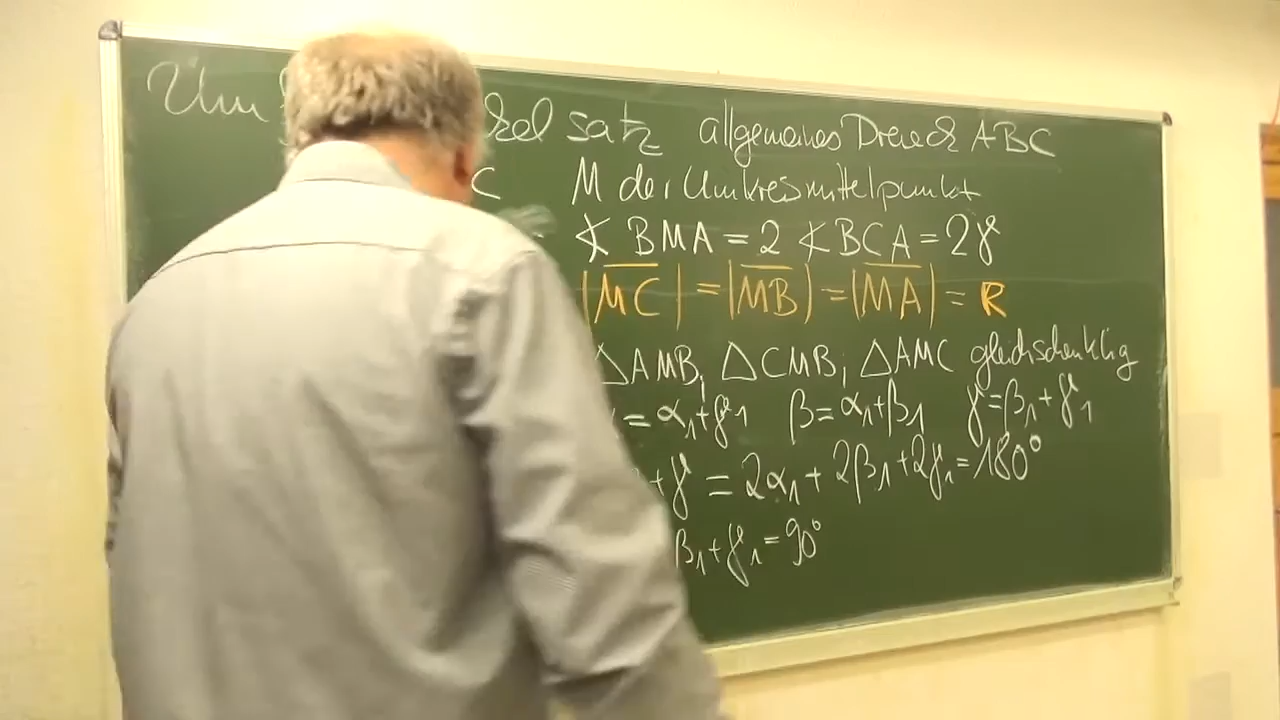 Um kel satz allgemeines Dreieck ABC
C M der Umkreismittelpunkt
∢ BMA = 2 ∢ BCA = 2γ
|MC| = |MB| = |MA| = R
△AMB, △CMB; △AMC gleichschenklig
= α₁+γ₁ β = α₁+β₁ γ = β₁+γ₁
+γ = 2α₁ + 2β₁ + 2γ₁ = 180°
β₁+γ₁ = 90°